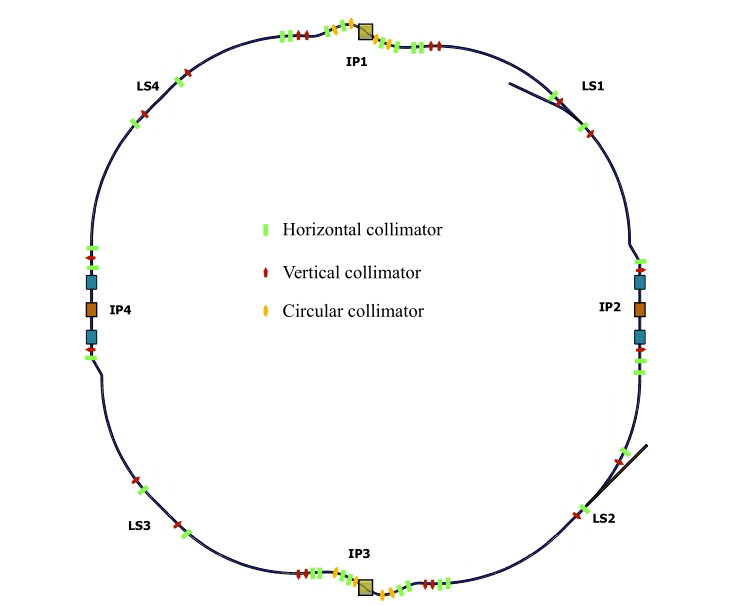 IP1
LS4
LS1
Horizontal collimator
Vertical collimator
IP4
Circular collimator
IP2
LS3
LS2
IP3